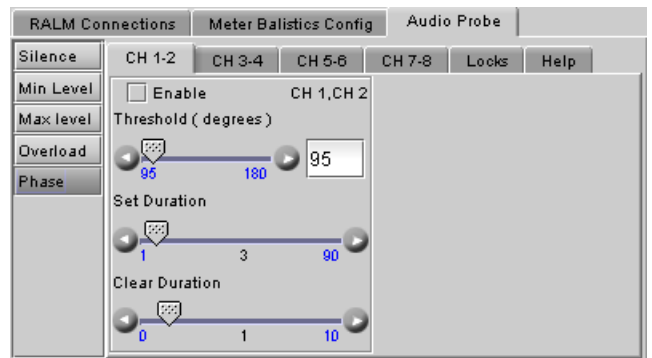 RALM Connections Meter Balistics Config Audio Probe
Silence CH 1-2 CH 3-4 CH 5-6 CH 7-8 Locks Help
Min Level Enable CH 1,CH 2
Max level Threshold ( degrees )
Overload 95
95 180
Phase
Set Duration
1 3 90
Clear Duration
0 1 10